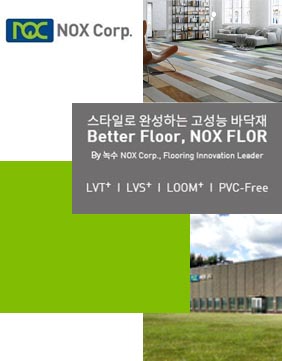 NOX NOX Corp.
스타일로 완성하는 고성능 바닥재
Better Floor, NOX FLOR
By 녹수 NOX Corp., Flooring Innovation Leader
LVT⁺ I LVS⁺ I LOOM⁺ I PVC-Free